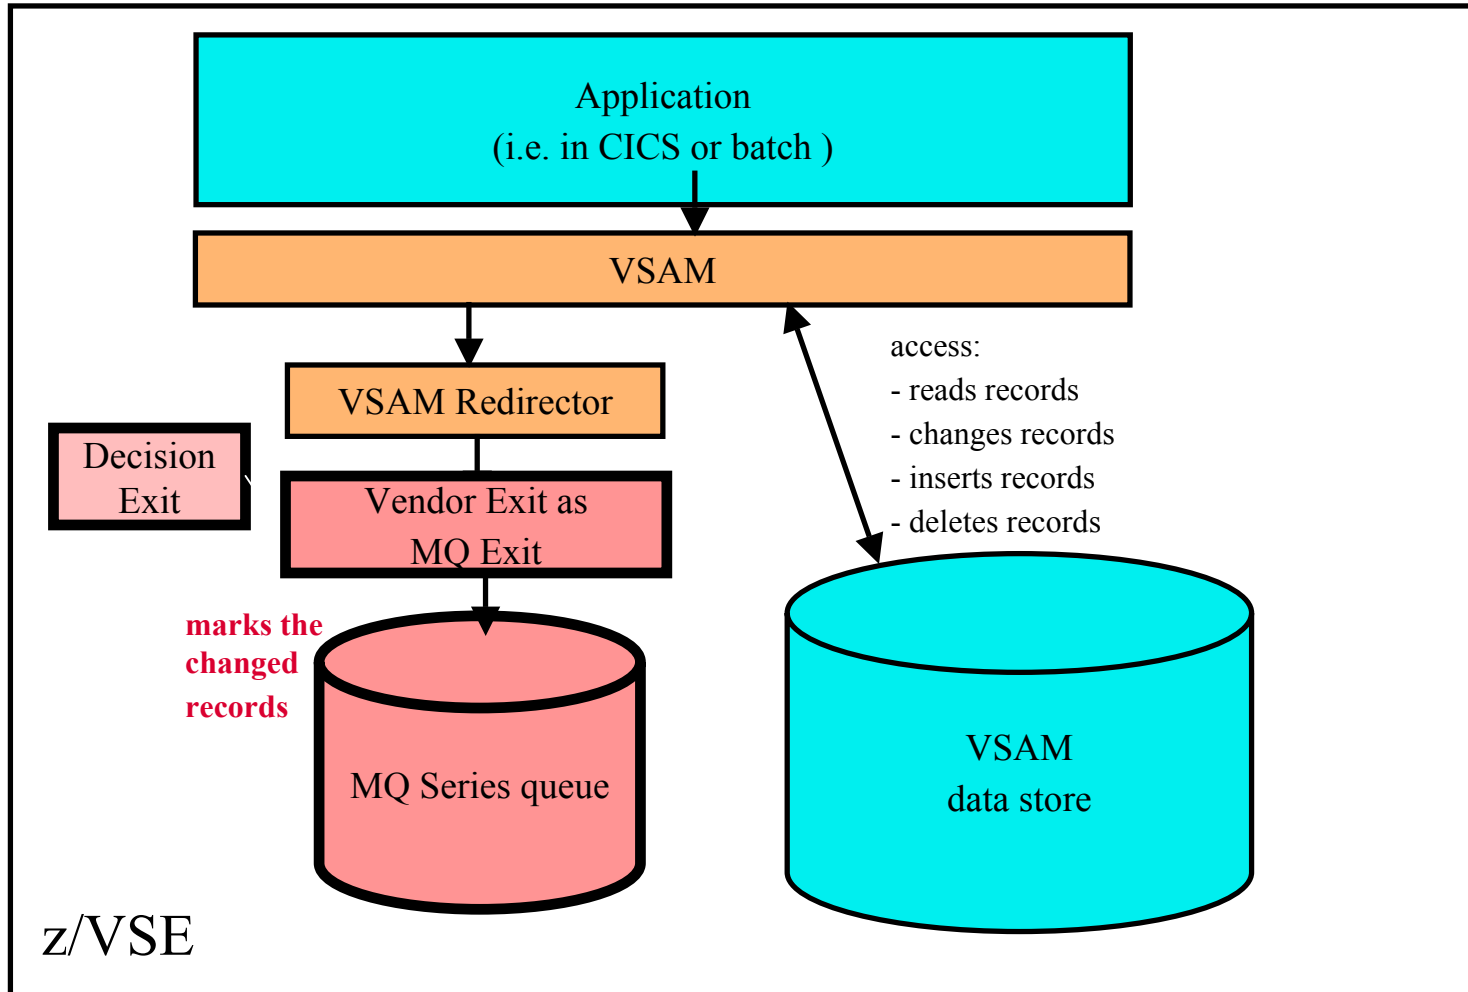 Application
(i.e. in CICS or batch )
VSAM
access:
- reads records
- changes records
- inserts records
- deletes records
VSAM Redirector
Decision
Exit
Vendor Exit as
MQ Exit
marks the
changed
records
MQ Series queue
VSAM
data store
z/VSE